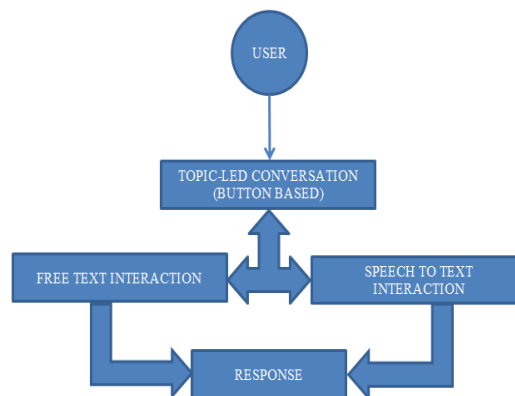 USER
TOPIC-LED CONVERSATION
(BUTTON BASED)
FREE TEXT INTERACTION
SPEECH TO TEXT
INTERACTION
RESPONSE